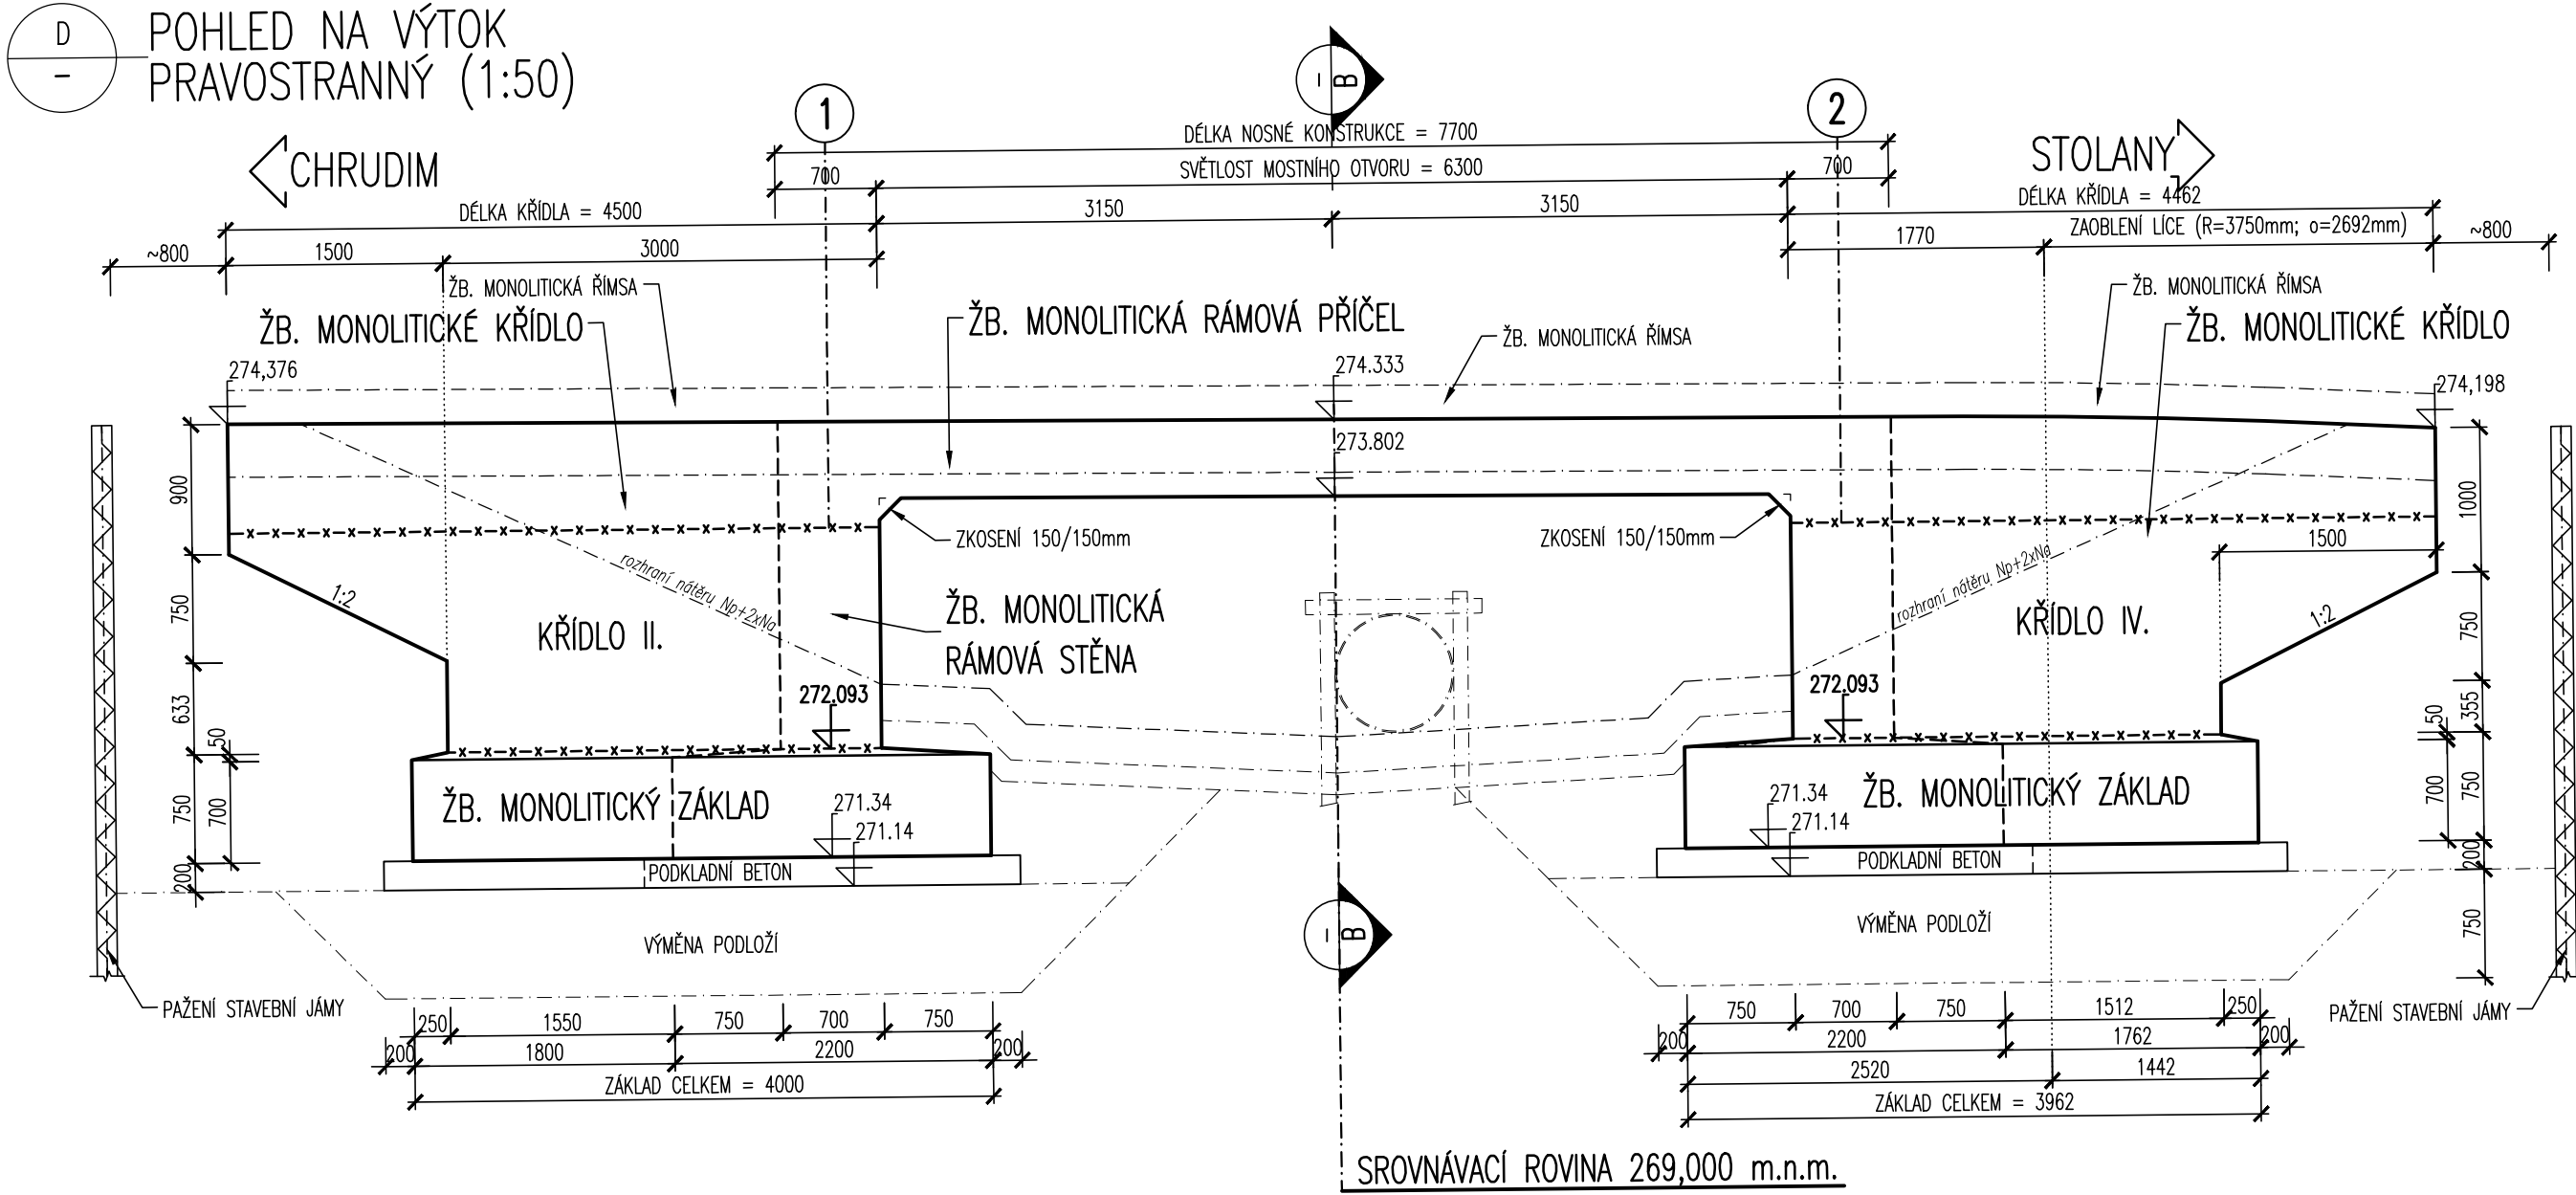 D
–
POHLED NA VÝTOK
PRAVOSTRANNÝ (1:50)
1
–
B
2
CHRUDIM
STOLANY
DÉLKA NOSNÉ KONSTRUKCE = 7700
700
SVĚTLOST MOSTNÍHO OTVORU = 6300
700
DÉLKA KŘÍDLA = 4500
3150
3150
DÉLKA KŘÍDLA = 4462
ZAOBLENÍ LÍCE (R=3750mm; o=2692mm)
~800
1500
3000
1770
~800
ŽB. MONOLITICKÁ ŘÍMSA
ŽB. MONOLITICKÉ KŘÍDLO
ŽB. MONOLITICKÁ RÁMOVÁ PŘÍČEL
ŽB. MONOLITICKÁ ŘÍMSA
ŽB. MONOLITICKÁ ŘÍMSA
ŽB. MONOLITICKÉ KŘÍDLO
274,376
274.333
274,198
273.802
900
750
633
50
750
700
200
1000
1500
750
355
50
750
700
200
750
ZKOSENÍ 150/150mm
ZKOSENÍ 150/150mm
1:2
1:2
rozhraní nátěru Np+2xNa
rozhraní nátěru Np+2xNa
KŘÍDLO II.
ŽB. MONOLITICKÁ
RÁMOVÁ STĚNA
KŘÍDLO IV.
272.093
272.093
ŽB. MONOLITICKÝ ZÁKLAD
271.34
271.14
271.34
271.14
ŽB. MONOLITICKÝ ZÁKLAD
PODKLADNÍ BETON
PODKLADNÍ BETON
VÝMĚNA PODLOŽÍ
–
B
VÝMĚNA PODLOŽÍ
PAŽENÍ STAVEBNÍ JÁMY
PAŽENÍ STAVEBNÍ JÁMY
250
1550
750
700
750
200
1800
2200
200
ZÁKLAD CELKEM = 4000
750
700
750
1512
250
200
2200
1762
200
2520
1442
ZÁKLAD CELKEM = 3962
SROVNÁVACÍ ROVINA 269,000 m.n.m.